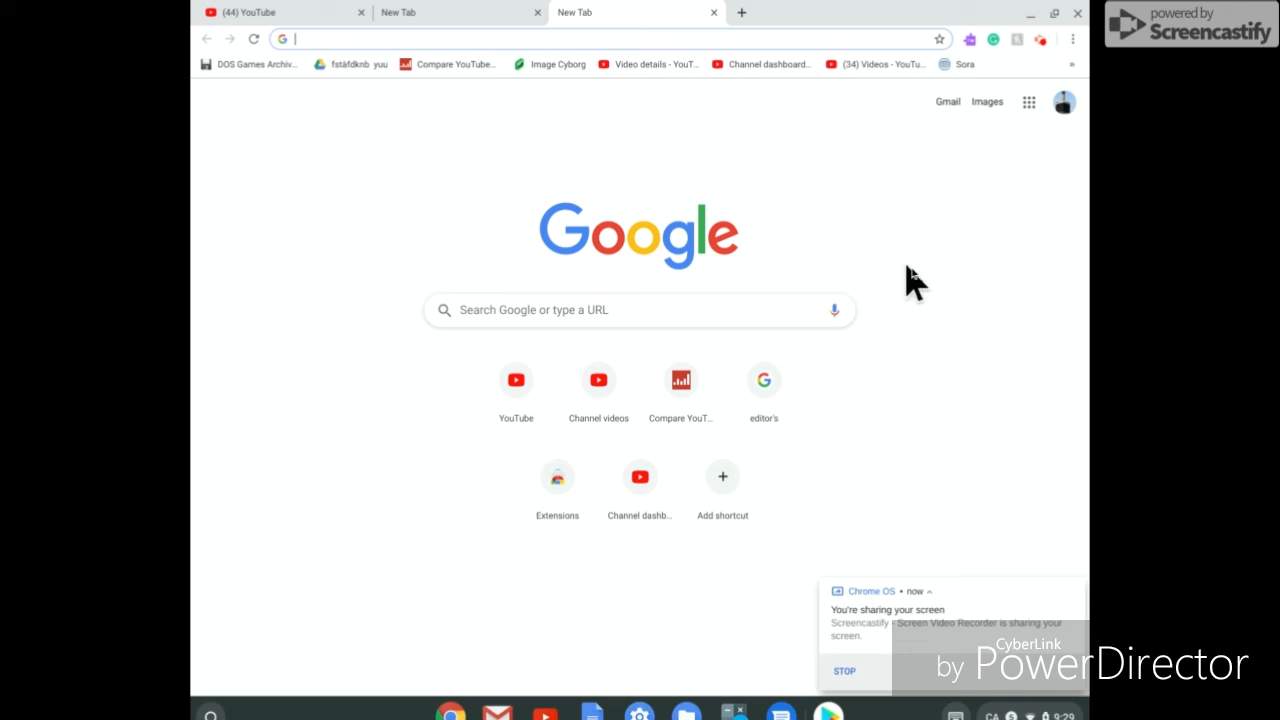 (44) YouTube
New Tab
New Tab
powered by
Screencastify
DOS Games Archiv...
fstàfdknb yuu
Compare YouTube...
Image Cyborg
Video details - YouT...
Channel dashboard...
(34) Videos - YouTu...
Sora
»
Gmail
Images
Google
Search Google or type a URL
YouTube
Channel videos
Compare YouT...
editor's
Extensions
Channel dashb...
Add shortcut
Chrome OS • now
You're sharing your screen
Screencastify - Screen Video Recorder is sharing your
screen.
STOP
CyberLink
by PowerDirector
CA
9:29